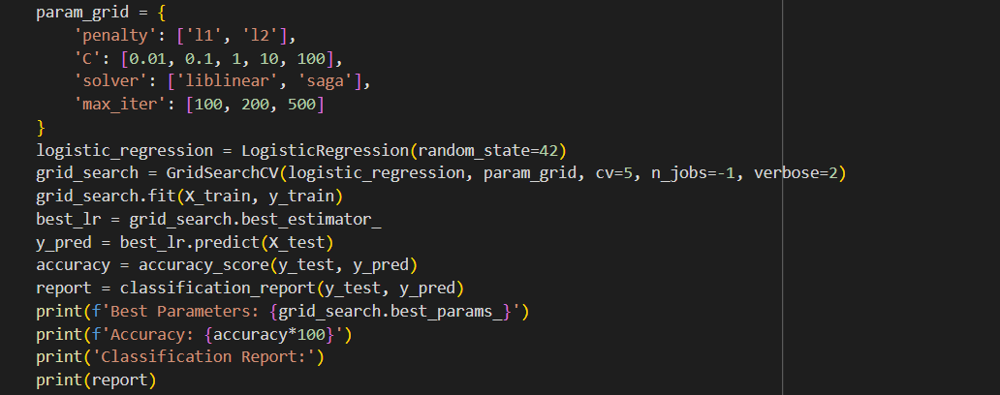 param_grid = {
    'penalty': ['l1', 'l2'],
    'C': [0.01, 0.1, 1, 10, 100],
    'solver': ['liblinear', 'saga'],
    'max_iter': [100, 200, 500]
}
logistic_regression = LogisticRegression(random_state=42)
grid_search = GridSearchCV(logistic_regression, param_grid, cv=5, n_jobs=-1, verbose=2)
grid_search.fit(X_train, y_train)
best_lr = grid_search.best_estimator_
y_pred = best_lr.predict(X_test)
accuracy = accuracy_score(y_test, y_pred)
report = classification_report(y_test, y_pred)
print(f'Best Parameters: {grid_search.best_params_}')
print(f'Accuracy: {accuracy*100}')
print('Classification Report:')
print(report)